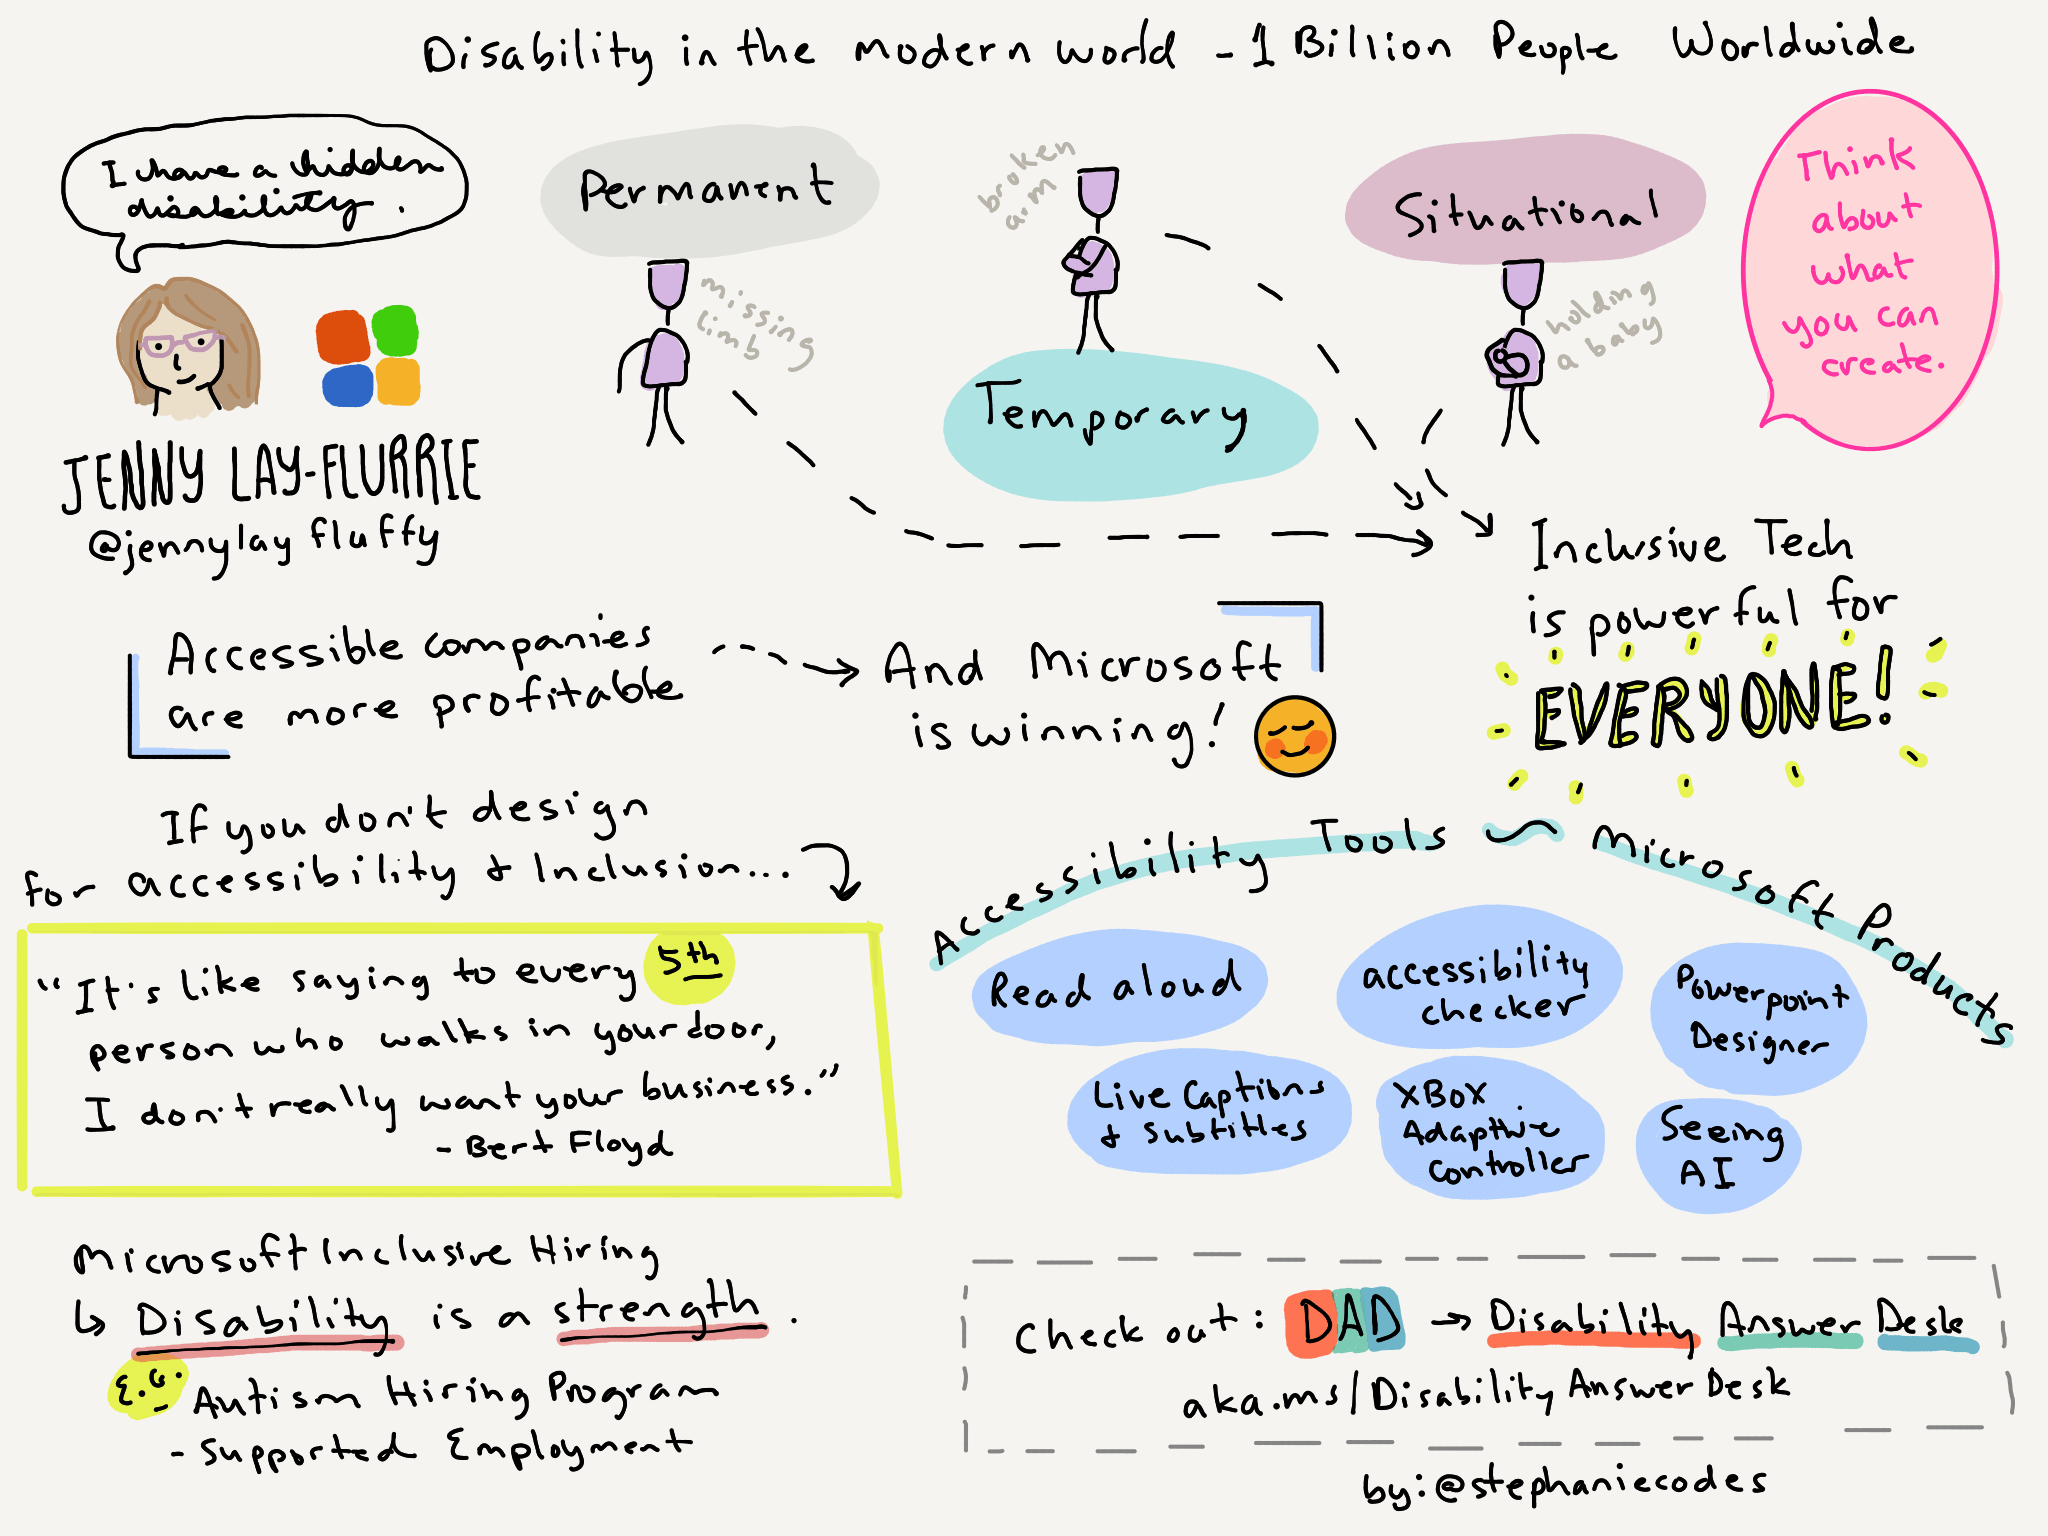 Disability in the modern world - 1 Billion People Worldwide
I have a hidden
disability.
JENNY LAY-FLURRIE
@jennylayfluffy
Permanent
missing
limb
broken
arm
Temporary
Situational
holding
a baby
Think
about
what
you can
create.
Inclusive Tech
is powerful for
EVERYONE!
Accessible companies
are more profitable
And Microsoft
is winning!
If you don't design
for accessibility & Inclusion...
"It's like saying to every 5th
person who walks in your door,
I don't really want your business."
- Bert Floyd
Microsoft Inclusive Hiring
Disability is a strength.
E.G. Autism Hiring Program
- Supported Employment
Accessibility Tools ~ Microsoft Products
Read aloud
accessibility
checker
Powerpoint
Designer
Live Captions
& Subtitles
XBOX
Adaptive
Controller
Seeing
AI
Check out: DAD → Disability Answer Desk
aka.ms/DisabilityAnswerDesk
by: @stephaniecodes